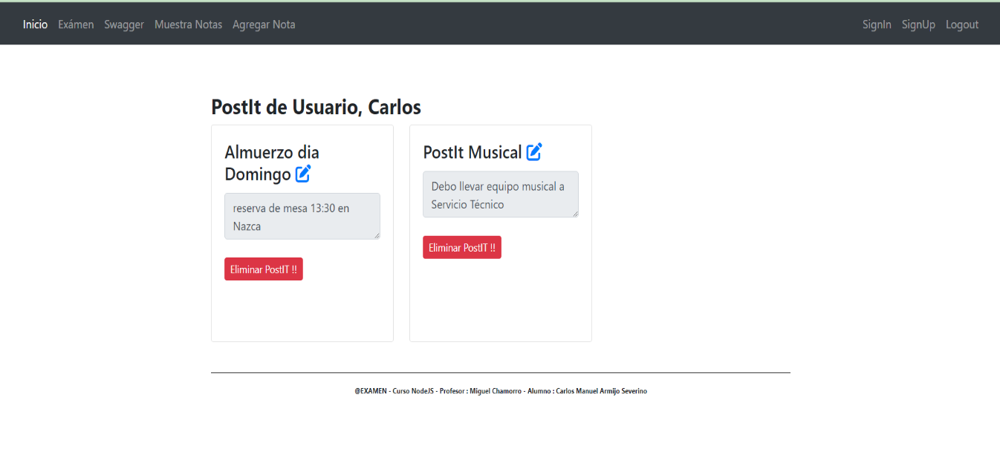 Inicio Exámen Swagger Muestra Notas Agregar Nota SignIn SignUp Logout
PostIt de Usuario, Carlos
Almuerzo dia
Domingo
reserva de mesa 13:30 en
Nazca
Eliminar PostIT !!
PostIt Musical
Debo llevar equipo musical a
Servicio Técnico
Eliminar PostIT !!
@EXAMEN - Curso NodeJS - Profesor : Miguel Chamorro - Alumno : Carlos Manuel Armijo Severino